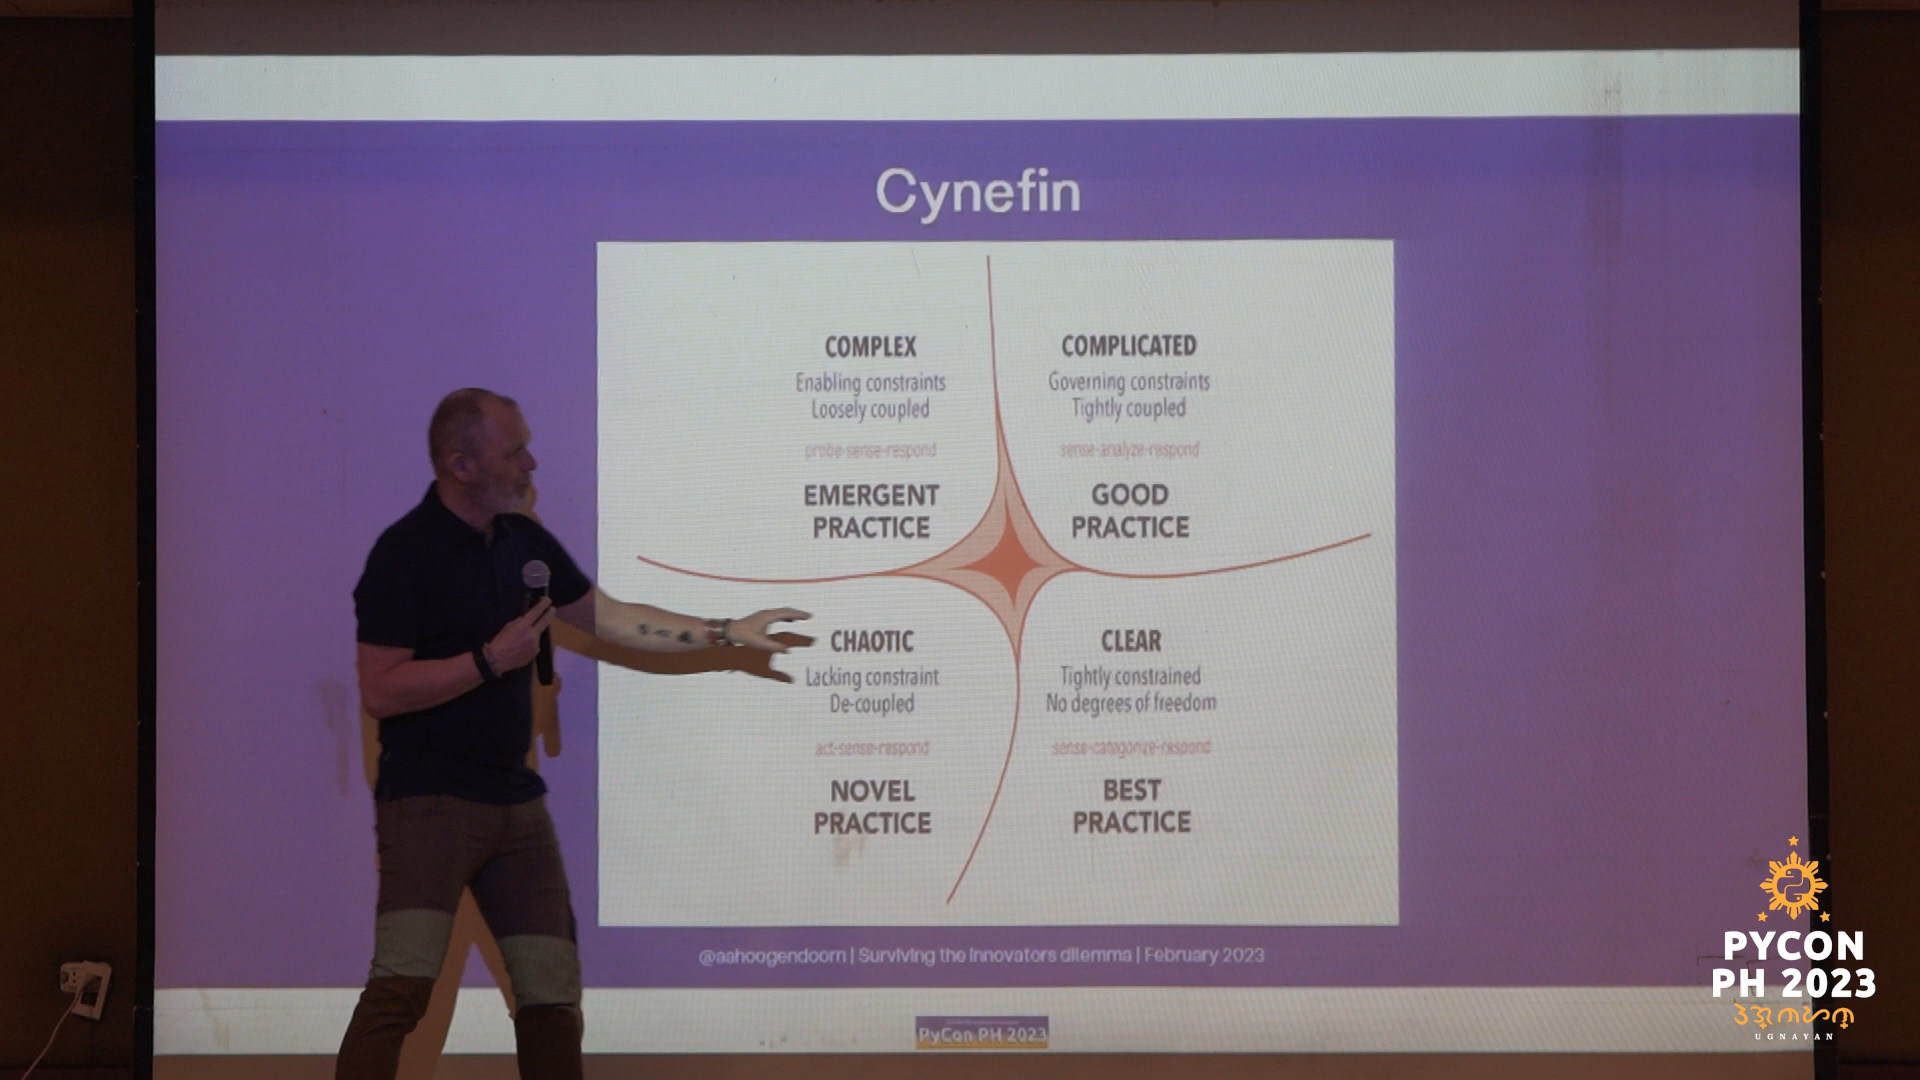 Cynefin
COMPLEX
Enabling constraints
Loosely coupled
probe-sense-respond
EMERGENT
PRACTICE
COMPLICATED
Governing constraints
Tightly coupled
sense-analyze-respond
GOOD
PRACTICE
CHAOTIC
Lacking constraint
De-coupled
act-sense-respond
NOVEL
PRACTICE
CLEAR
Tightly constrained
No degrees of freedom
sense-categorize-respond
BEST
PRACTICE
@aahoogendoorn | Surviving the innovators dilemma | February 2023
PyCon PH 2023
PYCON
PH 2023
UGNAYAN